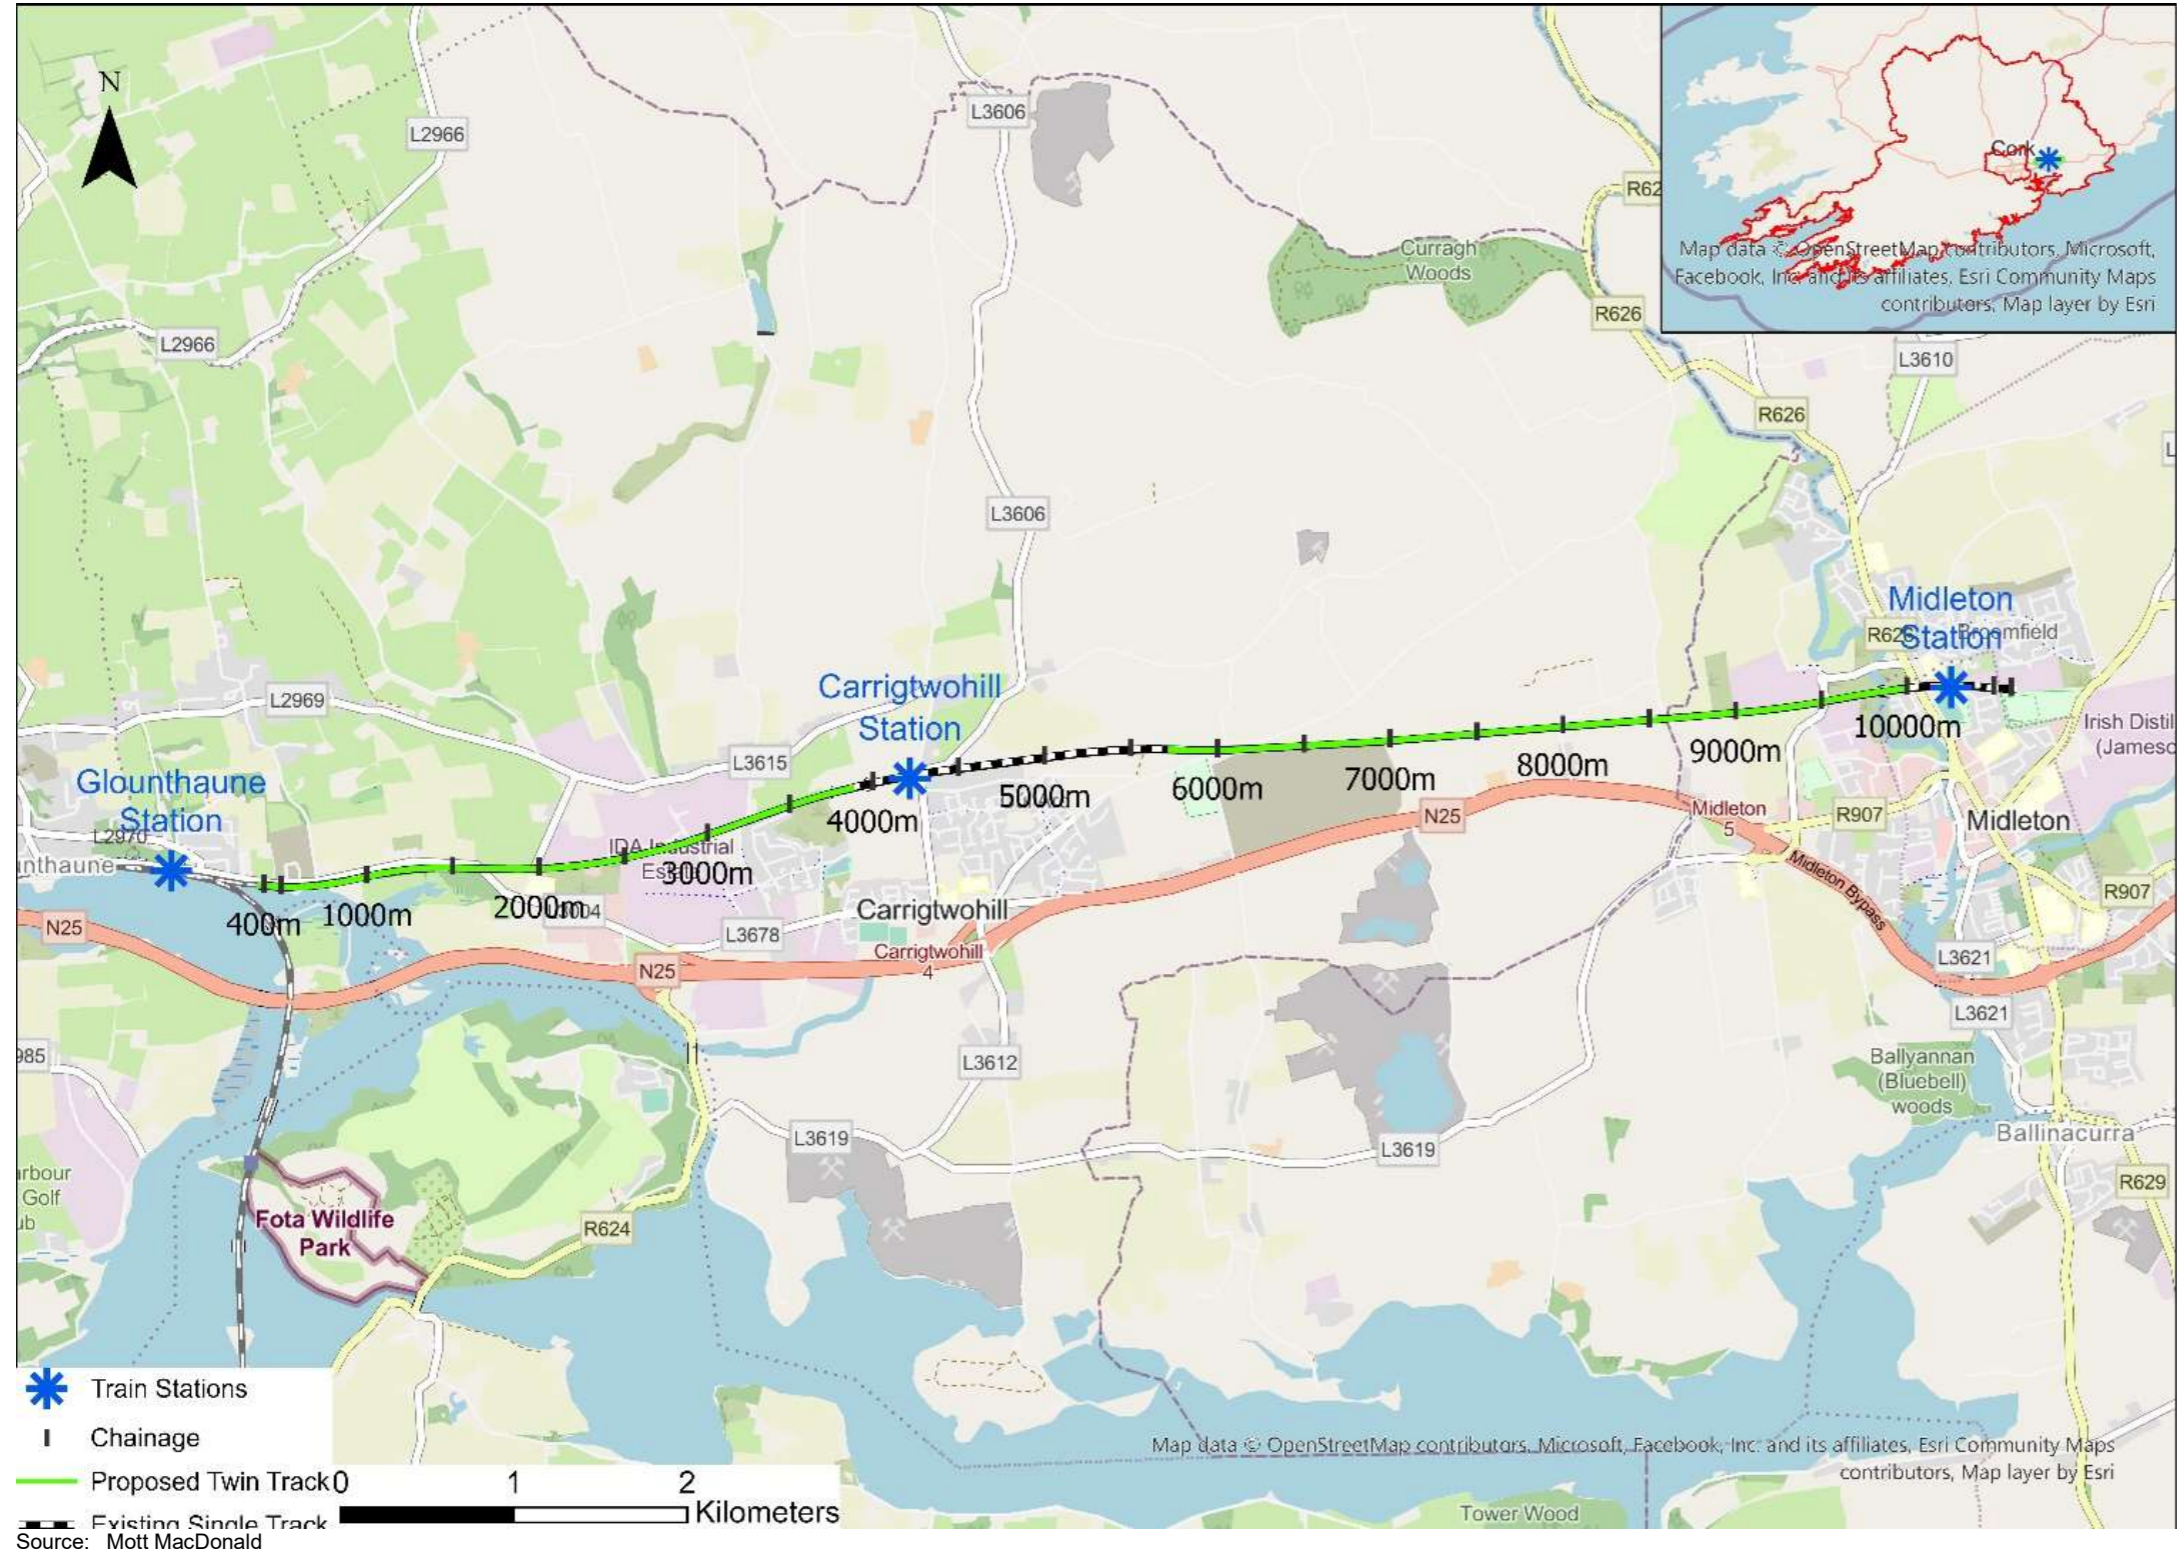 N
L2966
L3606
R62
Cork
Map data © OpenStreetMap contributors, Microsoft,
Facebook, Inc. and its affiliates, Esri Community Maps
contributors, Map layer by Esri
Curragh
Woods
R626
L2966
L3610
R626
L3606
Midleton
Station
Broomfield
Carrigtwohill
Station
L2969
L3615
Glounthaune
Station
L2970
unthaune
400m
1000m
2000m
3000m
4000m
5000m
6000m
7000m
8000m
9000m
10000m
IDA Industrial
L3678
Irish Distil
(Jamesc
N25
Midleton
5
R907
Midleton
Midleton Bypass
R907
Carrigtwohill
Carrigtwohill
4
N25
N25
L3621
L3621
985
L3612
Ballyannan
(Bluebell)
woods
Ballinacurra
L3619
L3619
R629
arbour
Golf
ub
Fota Wildlife
Park
R624
Train Stations
Chainage
Proposed Twin Track
Existing Single Track
0 1 2
Kilometers
Map data © OpenStreetMap contributors, Microsoft, Facebook, Inc. and its affiliates, Esri Community Maps
contributors, Map layer by Esri
Tower Wood
Source: Mott MacDonald